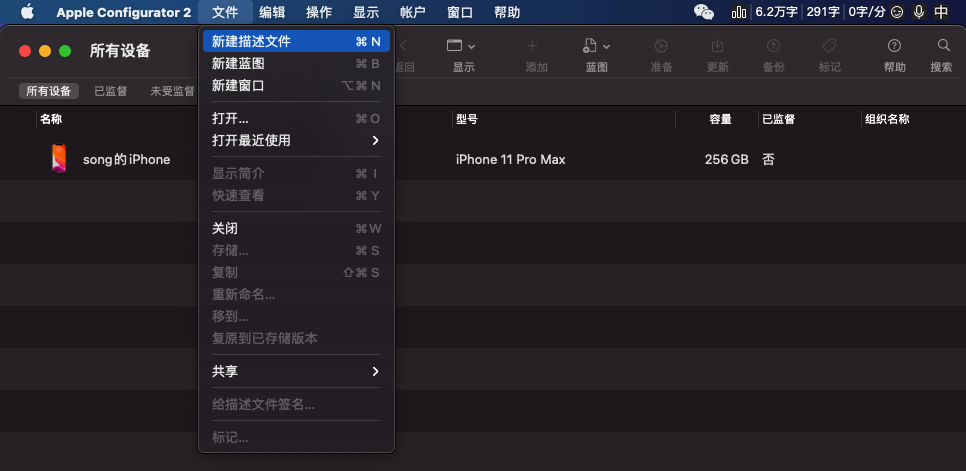 Apple Configurator 2 文件 编辑 操作 显示 帐户 窗口 帮助 6.2万字 291字 0字/分 中
所有设备
返回 显示 添加 蓝图 准备 更新 备份 标记 帮助 搜索
所有设备 已监督 未受监督
名称 型号 容量 已监督 组织名称
song的iPhone iPhone 11 Pro Max 256 GB 否
新建描述文件 ⌘ N
新建蓝图 ⌘ B
新建窗口 ⌥⌘ N
打开... ⌘ O
打开最近使用
显示简介 ⌘ I
快速查看 ⌘ Y
关闭 ⌘ W
存储... ⌘ S
复制 ⇧⌘ S
重新命名...
移到...
复原到已存储版本
共享
给描述文件签名...
标记...